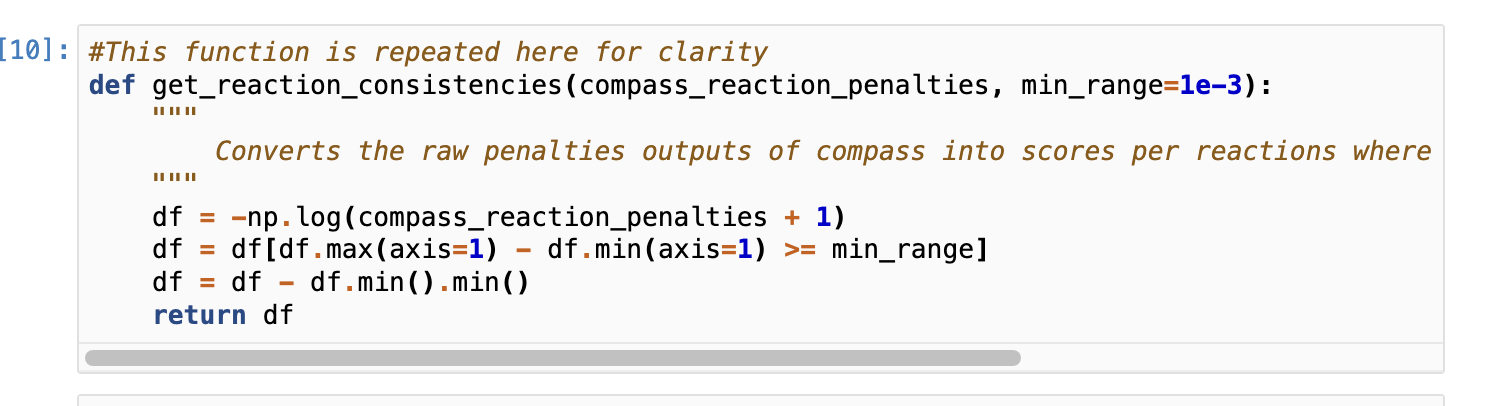 [10]: #This function is repeated here for clarity
def get_reaction_consistencies(compass_reaction_penalties, min_range=1e-3):
    """
        Converts the raw penalties outputs of compass into scores per reactions where
    """
    df = -np.log(compass_reaction_penalties + 1)
    df = df[df.max(axis=1) - df.min(axis=1) >= min_range]
    df = df - df.min().min()
    return df